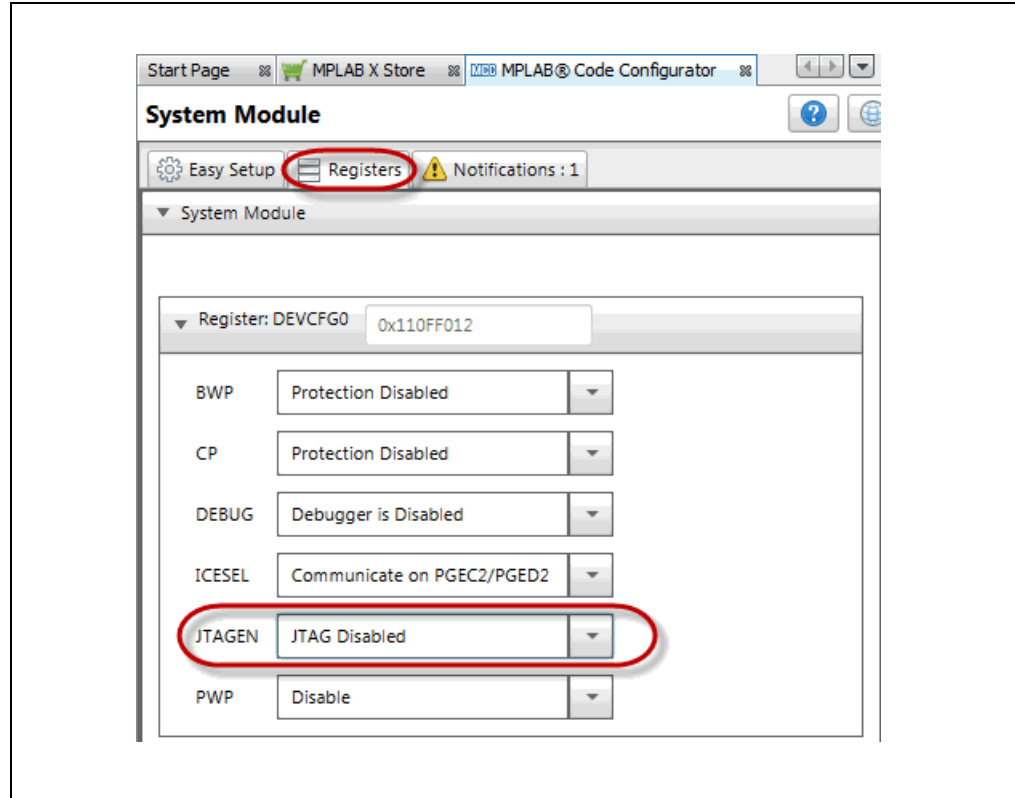 Start Page MPLAB X Store MPLAB® Code Configurator
System Module
Easy Setup Registers Notifications : 1
System Module
Register: DEVCFG0 0x110FF012
BWP Protection Disabled
CP Protection Disabled
DEBUG Debugger is Disabled
ICESEL Communicate on PGEC2/PGED2
JTAGEN JTAG Disabled
PWP Disable